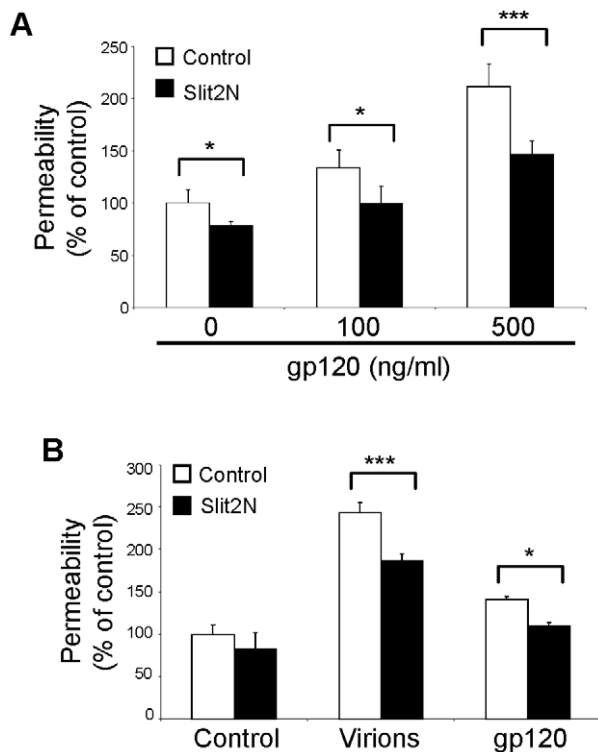 A
Permeability
(% of control)
250
200
150
100
50
0
Control
Slit2N
*
*
***
0 100 500
gp120 (ng/ml)
B
Permeability
(% of control)
300
250
200
150
100
50
0
Control
Slit2N
***
*
Control Virions gp120